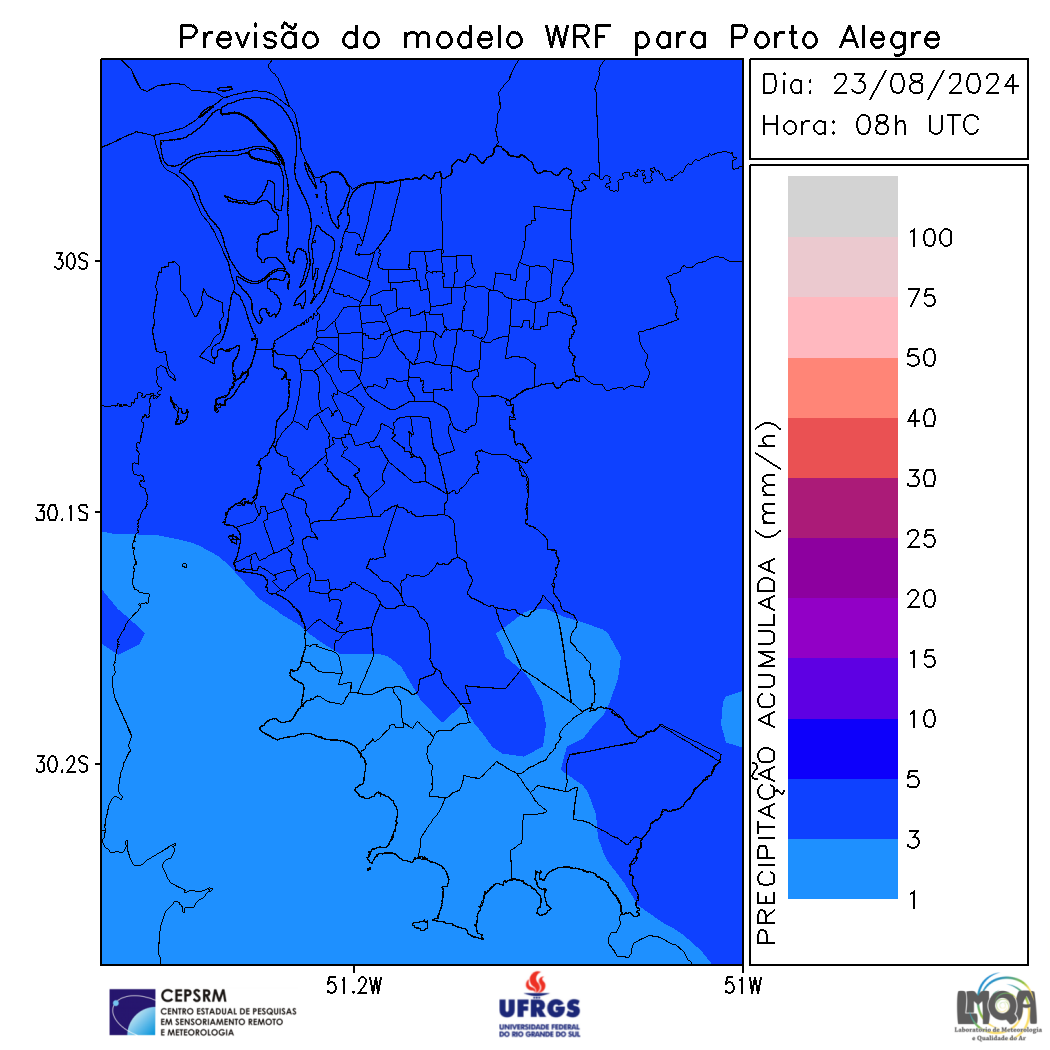 Previsão do modelo WRF para Porto Alegre
Dia: 23/08/2024
Hora: 08h UTC
30S
30.1S
30.2S
51.2W
51W
PRECIPITAÇÃO ACUMULADA (mm/h)
100
75
50
40
30
25
20
15
10
5
3
1
CEPSRM
CENTRO ESTADUAL DE PESQUISAS
EM SENSORIAMENTO REMOTO
E METEOROLOGIA
UFRGS
UNIVERSIDADE FEDERAL
DO RIO GRANDE DO SUL
LMQA
Laboratório de Meteorologia
e Qualidade do Ar